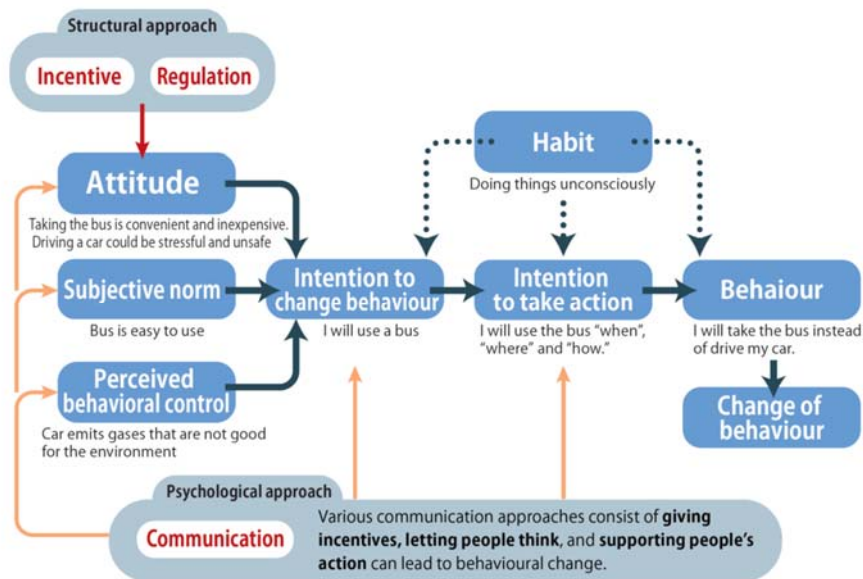 Structural approach
Incentive
Regulation
Attitude
Taking the bus is convenient and inexpensive.
Driving a car could be stressful and unsafe
Habit
Doing things unconsciously
Subjective norm
Bus is easy to use
Intention to
change behaviour
I will use a bus
Intention
to take action
I will use the bus “when”,
“where” and “how.”
Behaiour
I will take the bus instead
of drive my car.
Perceived
behavioral control
Car emits gases that are not good
for the environment
Change of
behaviour
Psychological approach
Communication
Various communication approaches consist of giving
incentives, letting people think, and supporting people’s
action can lead to behavioural change.